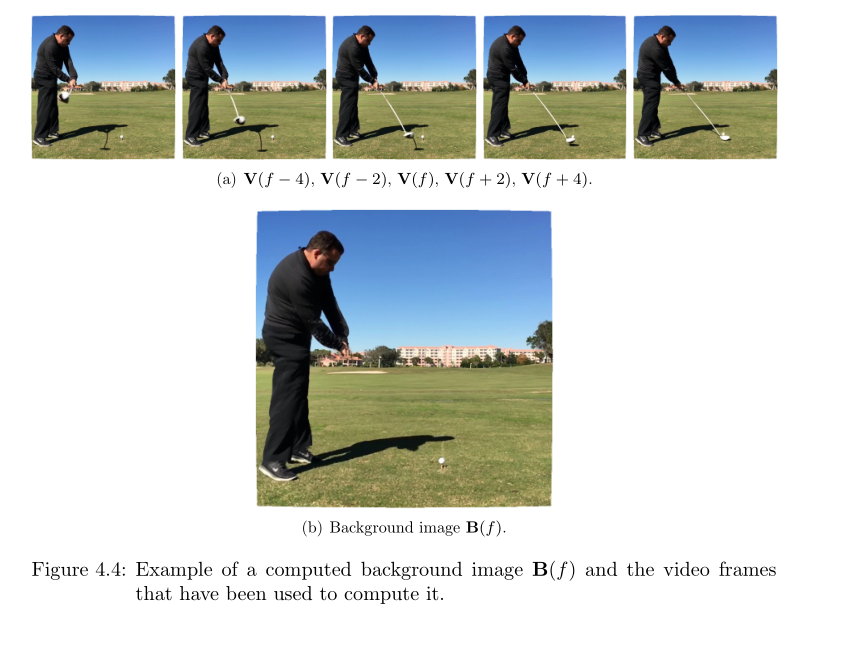 (a) V(f − 4), V(f − 2), V(f), V(f + 2), V(f + 4).
(b) Background image B(f).
Figure 4.4: Example of a computed background image B(f) and the video frames
that have been used to compute it.